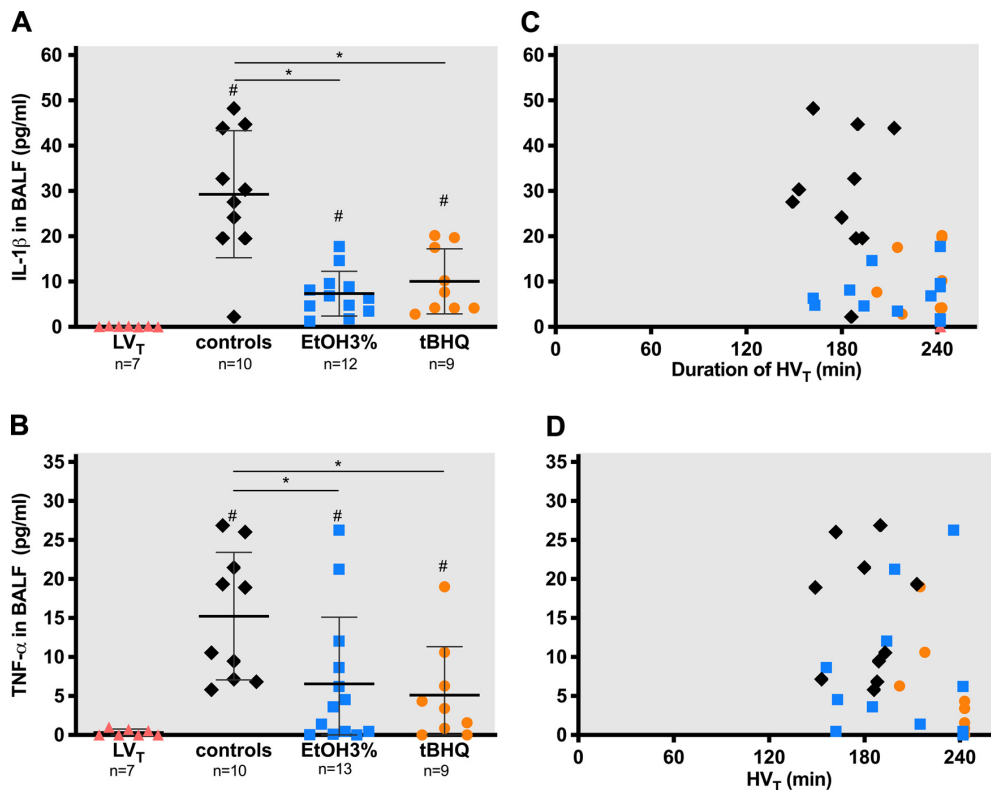 A
IL-1β in BALF (pg/ml)
60
50
40
30
20
10
0
*
*
#
#
#
LVT controls EtOH3% tBHQ
n=7 n=10 n=12 n=9
C
60
50
40
30
20
10
0
0 60 120 180 240
Duration of HVT (min)
B
TNF-α in BALF (pg/ml)
35
30
25
20
15
10
5
0
*
*
#
#
#
LVT controls EtOH3% tBHQ
n=7 n=10 n=13 n=9
D
35
30
25
20
15
10
5
0
0 60 120 180 240
HVT (min)